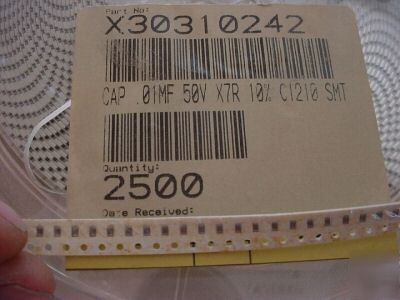 Part No:
X30310242
CAP .01MF 50V X7R 10% C1210 SMT
Quantity:
2500
Date Received: